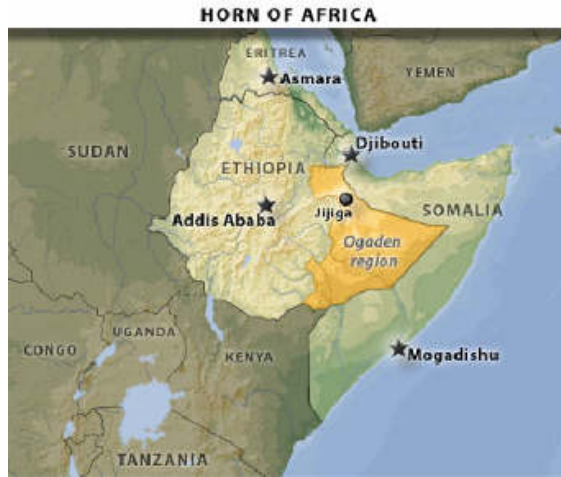 HORN OF AFRICA
ERITREA
Asmara
YEMEN
SUDAN
Djibouti
ETHIOPIA
Addis Ababa
Jijiga
SOMALIA
Ogaden
region
UGANDA
CONGO
KENYA
Mogadishu
TANZANIA